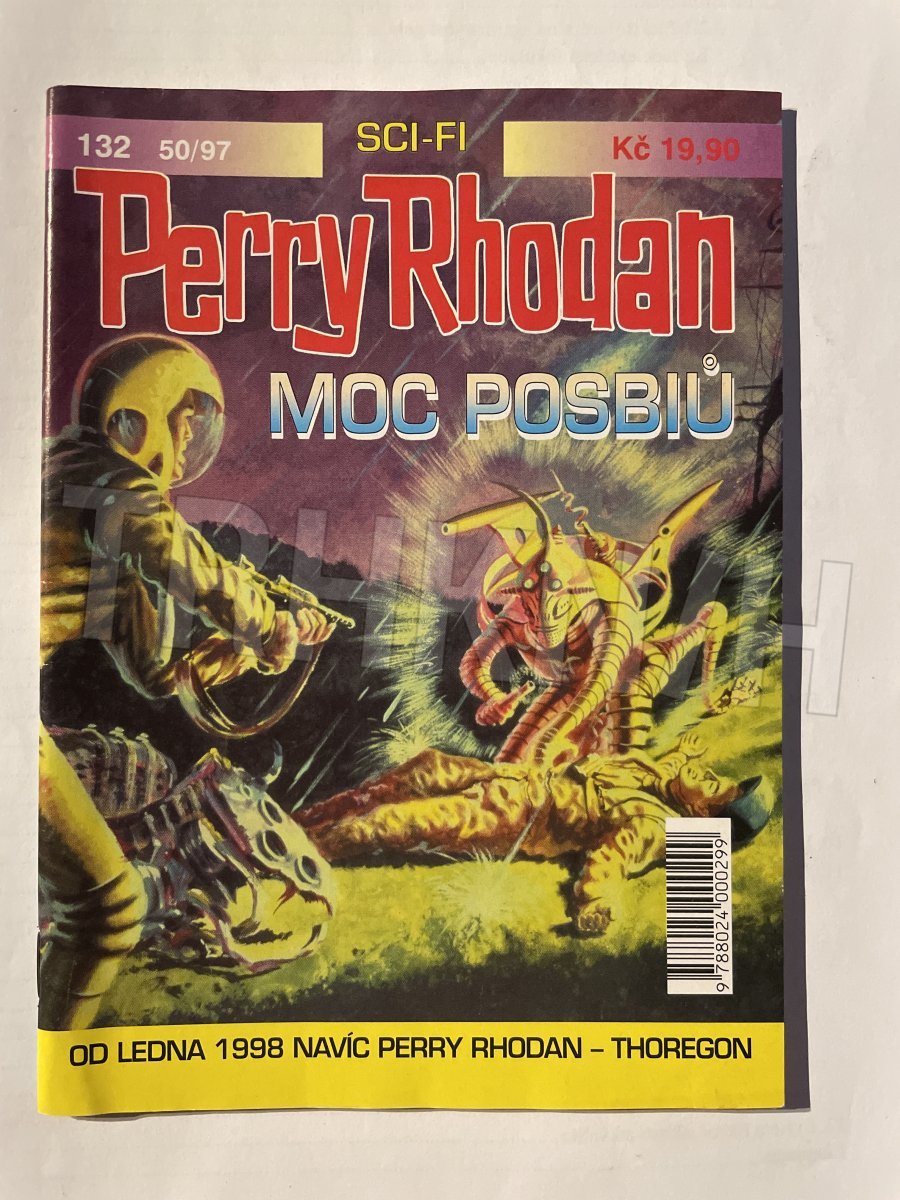 132 50/97
SCI-FI
Kč 19,90
Perry Rhodan
MOC POSBIŮ
TRHKNIH
9 788024 000299
OD LEDNA 1998 NAVÍC PERRY RHODAN – THOREGON